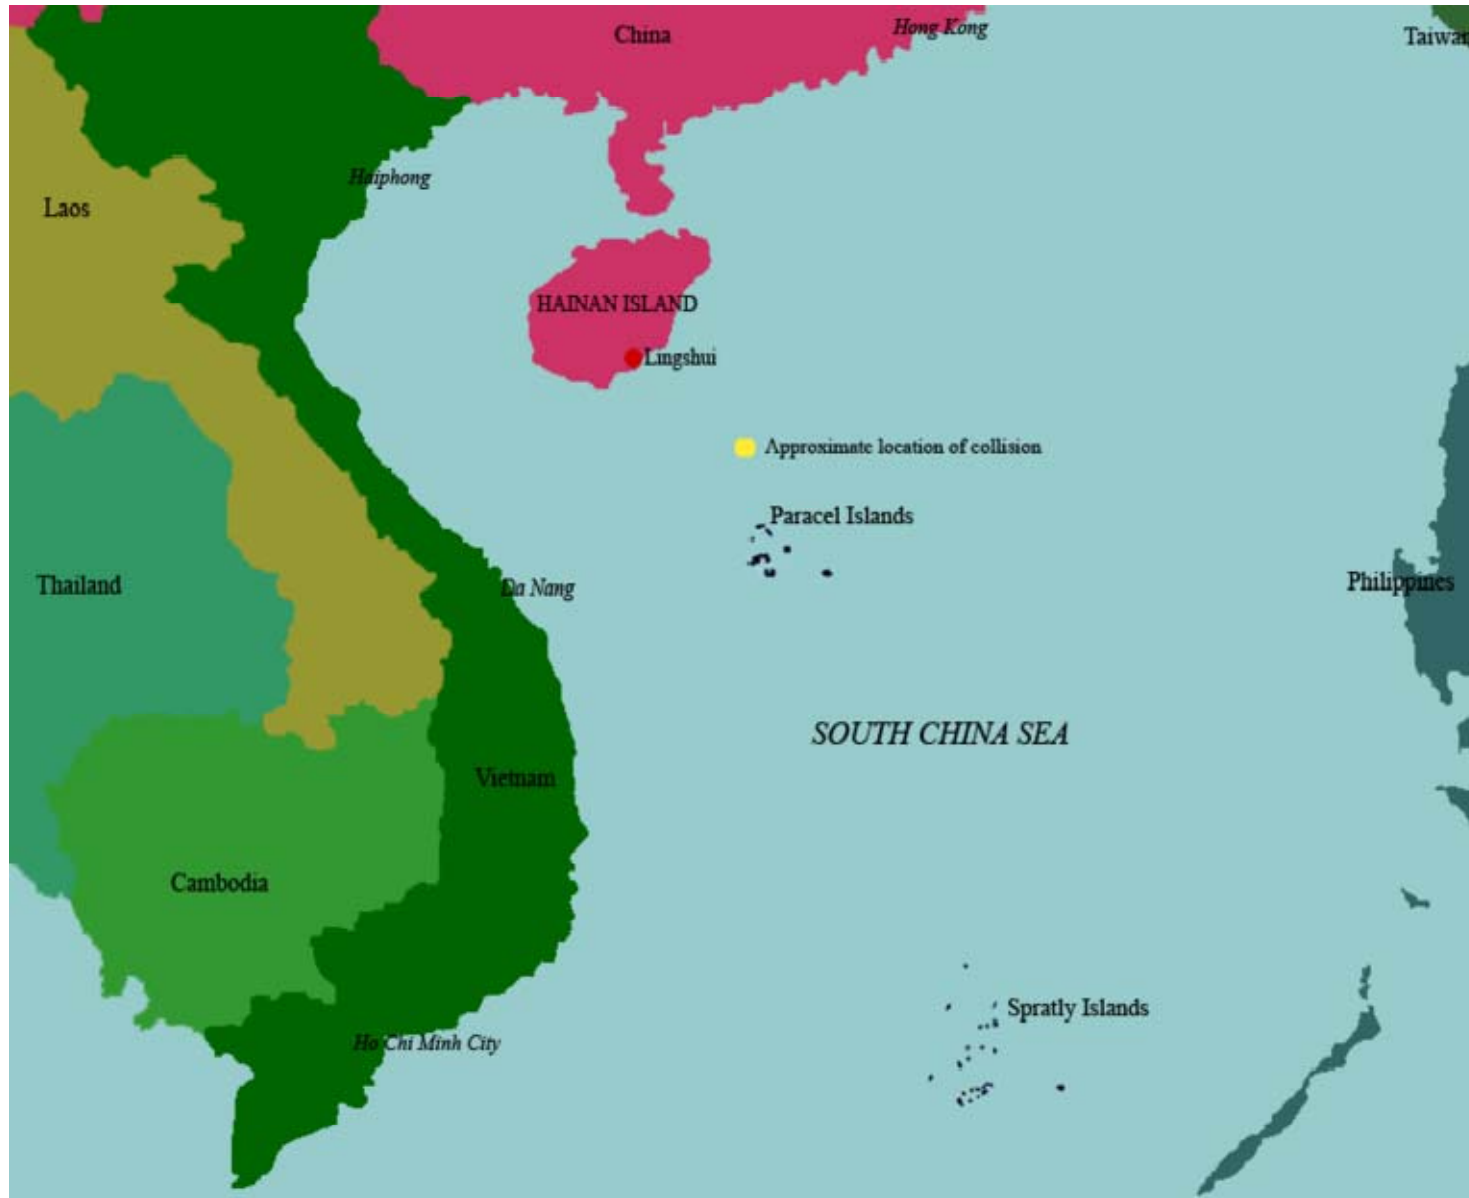 China
Hong Kong
Taiwan
Haiphong
Laos
HAINAN ISLAND
Lingshui
Approximate location of collision
Paracel Islands
Thailand
Da Nang
Philippines
SOUTH CHINA SEA
Vietnam
Cambodia
Spratly Islands
Ho Chi Minh City